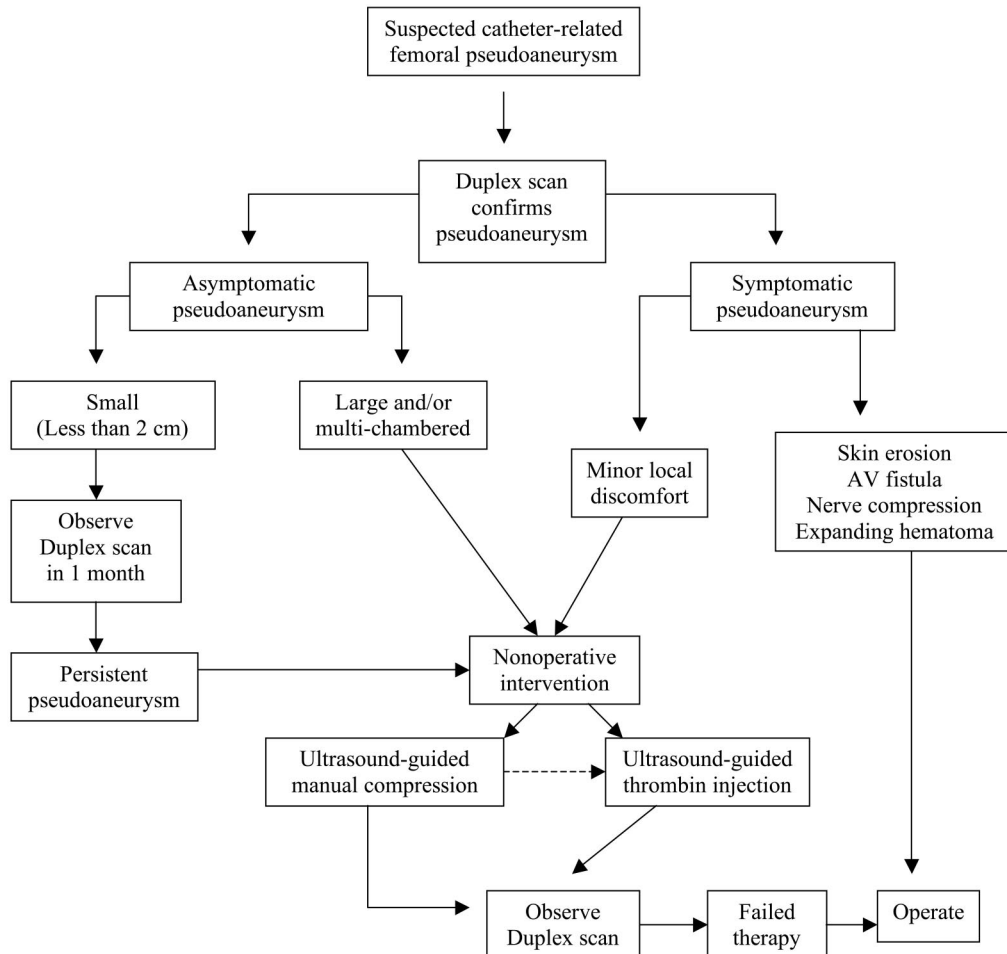 Suspected catheter-related
femoral pseudoaneurysm
Duplex scan
confirms
pseudoaneurysm
Asymptomatic
pseudoaneurysm
Symptomatic
pseudoaneurysm
Small
(Less than 2 cm)
Large and/or
multi-chambered
Minor local
discomfort
Skin erosion
AV fistula
Nerve compression
Expanding hematoma
Observe
Duplex scan
in 1 month
Persistent
pseudoaneurysm
Nonoperative
intervention
Ultrasound-guided
manual compression
Ultrasound-guided
thrombin injection
Observe
Duplex scan
Failed
therapy
Operate